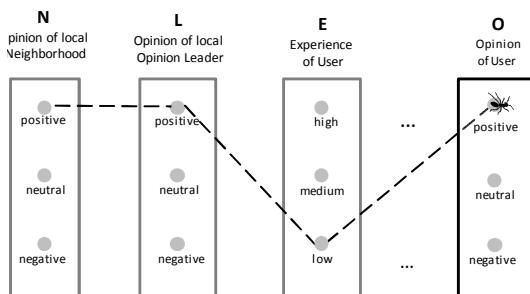 N
pinion of local
Neighborhood
L
Opinion of local
Opinion Leader
E
Experience
of User
O
Opinion
of User
positive
neutral
negative
positive
neutral
negative
high
medium
low
...
...
positive
neutral
negative